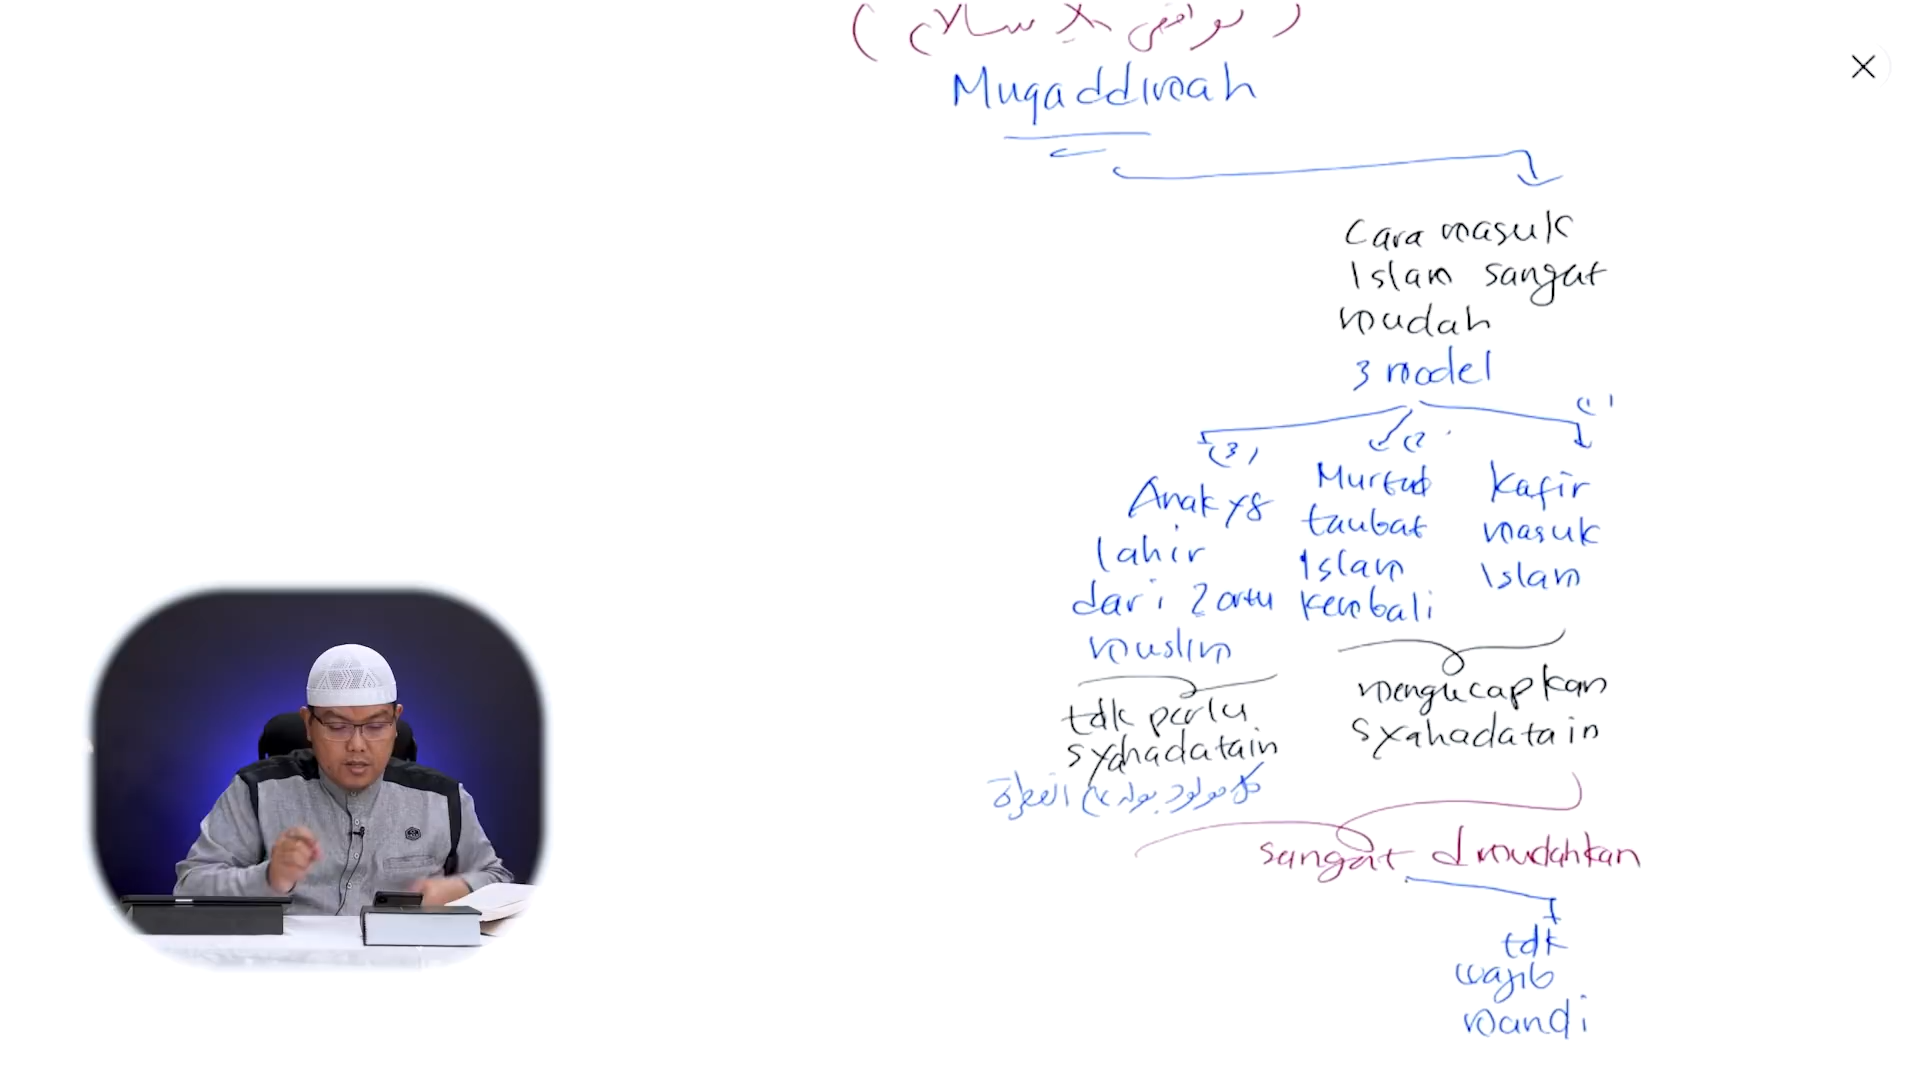 ( نواقض الإسلام )
Muqaddimah
Cara masuk
Islam sangat
mudah
3 model
(1)
Kafir
masuk
Islam
(2
Murtad
taubat
Islam
kembali
(3)
Anak yg
lahir
dari 2 ortu
muslim
mengucapkan
syahadatain
tdk perlu
syahadatain
كل مولود يولد على الفطرة
sangat dmudahkan
tdk
wajib
mandi